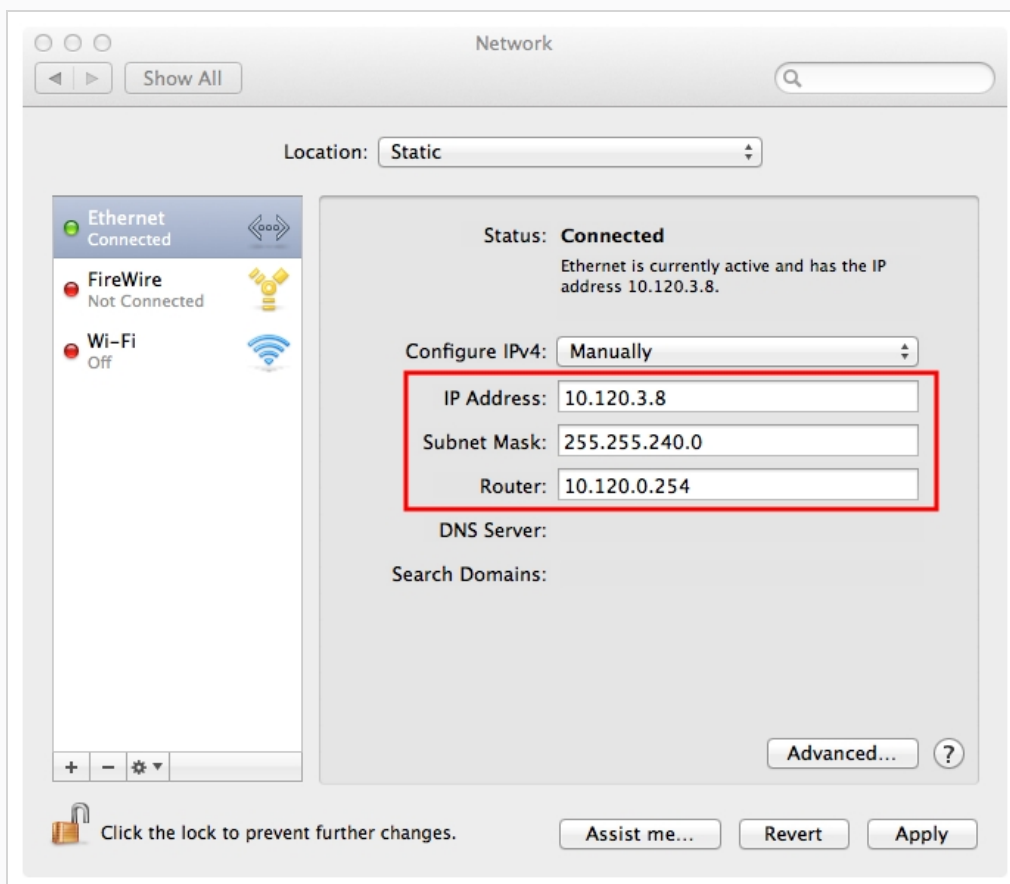 Network
Show All
Location: Static
Ethernet
Connected
FireWire
Not Connected
Wi-Fi
Off
Status: Connected
Ethernet is currently active and has the IP
address 10.120.3.8.
Configure IPv4: Manually
IP Address: 10.120.3.8
Subnet Mask: 255.255.240.0
Router: 10.120.0.254
DNS Server:
Search Domains:
Advanced... ?
Click the lock to prevent further changes.
Assist me... Revert Apply